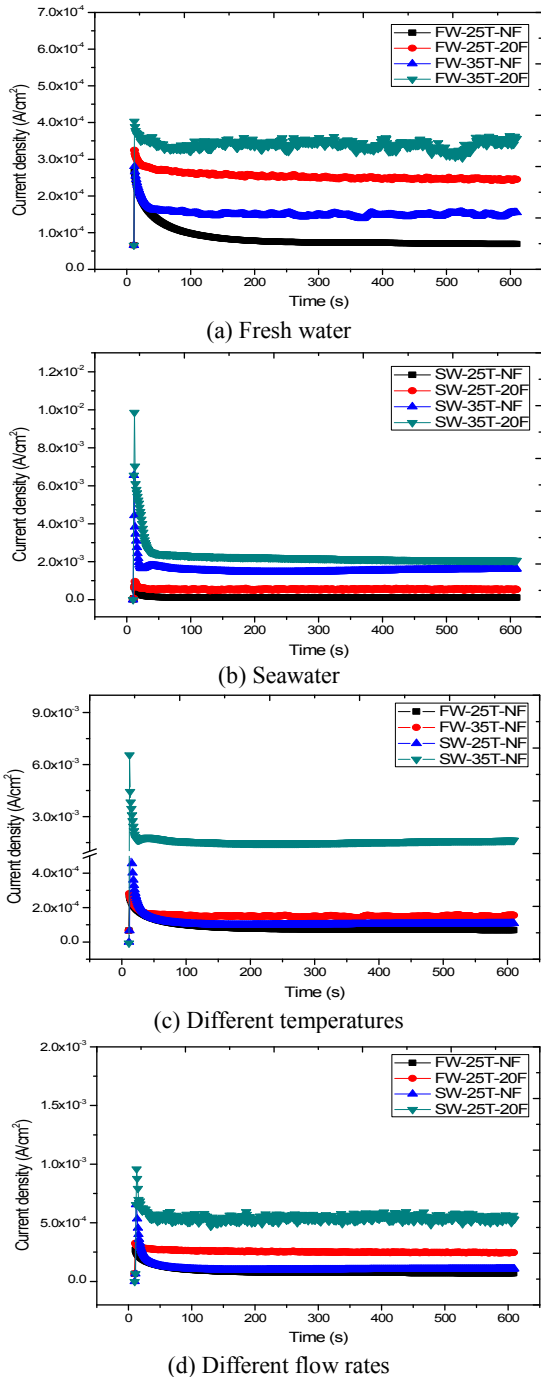 7.0x10⁻⁴
6.0x10⁻⁴
5.0x10⁻⁴
4.0x10⁻⁴
3.0x10⁻⁴
2.0x10⁻⁴
1.0x10⁻⁴
0.0
Current density (A/cm²)
FW-25T-NF
FW-25T-20F
FW-35T-NF
FW-35T-20F
0 100 200 300 400 500 600
Time (s)
(a) Fresh water
1.2x10⁻²
1.0x10⁻²
8.0x10⁻³
6.0x10⁻³
4.0x10⁻³
2.0x10⁻³
0.0
Current density (A/cm²)
SW-25T-NF
SW-25T-20F
SW-35T-NF
SW-35T-20F
0 100 200 300 400 500 600
Time (s)
(b) Seawater
9.0x10⁻³
6.0x10⁻³
3.0x10⁻³
4.0x10⁻⁴
2.0x10⁻⁴
0.0
Current density (A/cm²)
FW-25T-NF
FW-35T-NF
SW-25T-NF
SW-35T-NF
0 100 200 300 400 500 600
Time (s)
(c) Different temperatures
2.0x10⁻³
1.5x10⁻³
1.0x10⁻³
5.0x10⁻⁴
0.0
Current density (A/cm²)
FW-25T-NF
FW-25T-20F
SW-25T-NF
SW-25T-20F
0 100 200 300 400 500 600
Time (s)
(d) Different flow rates